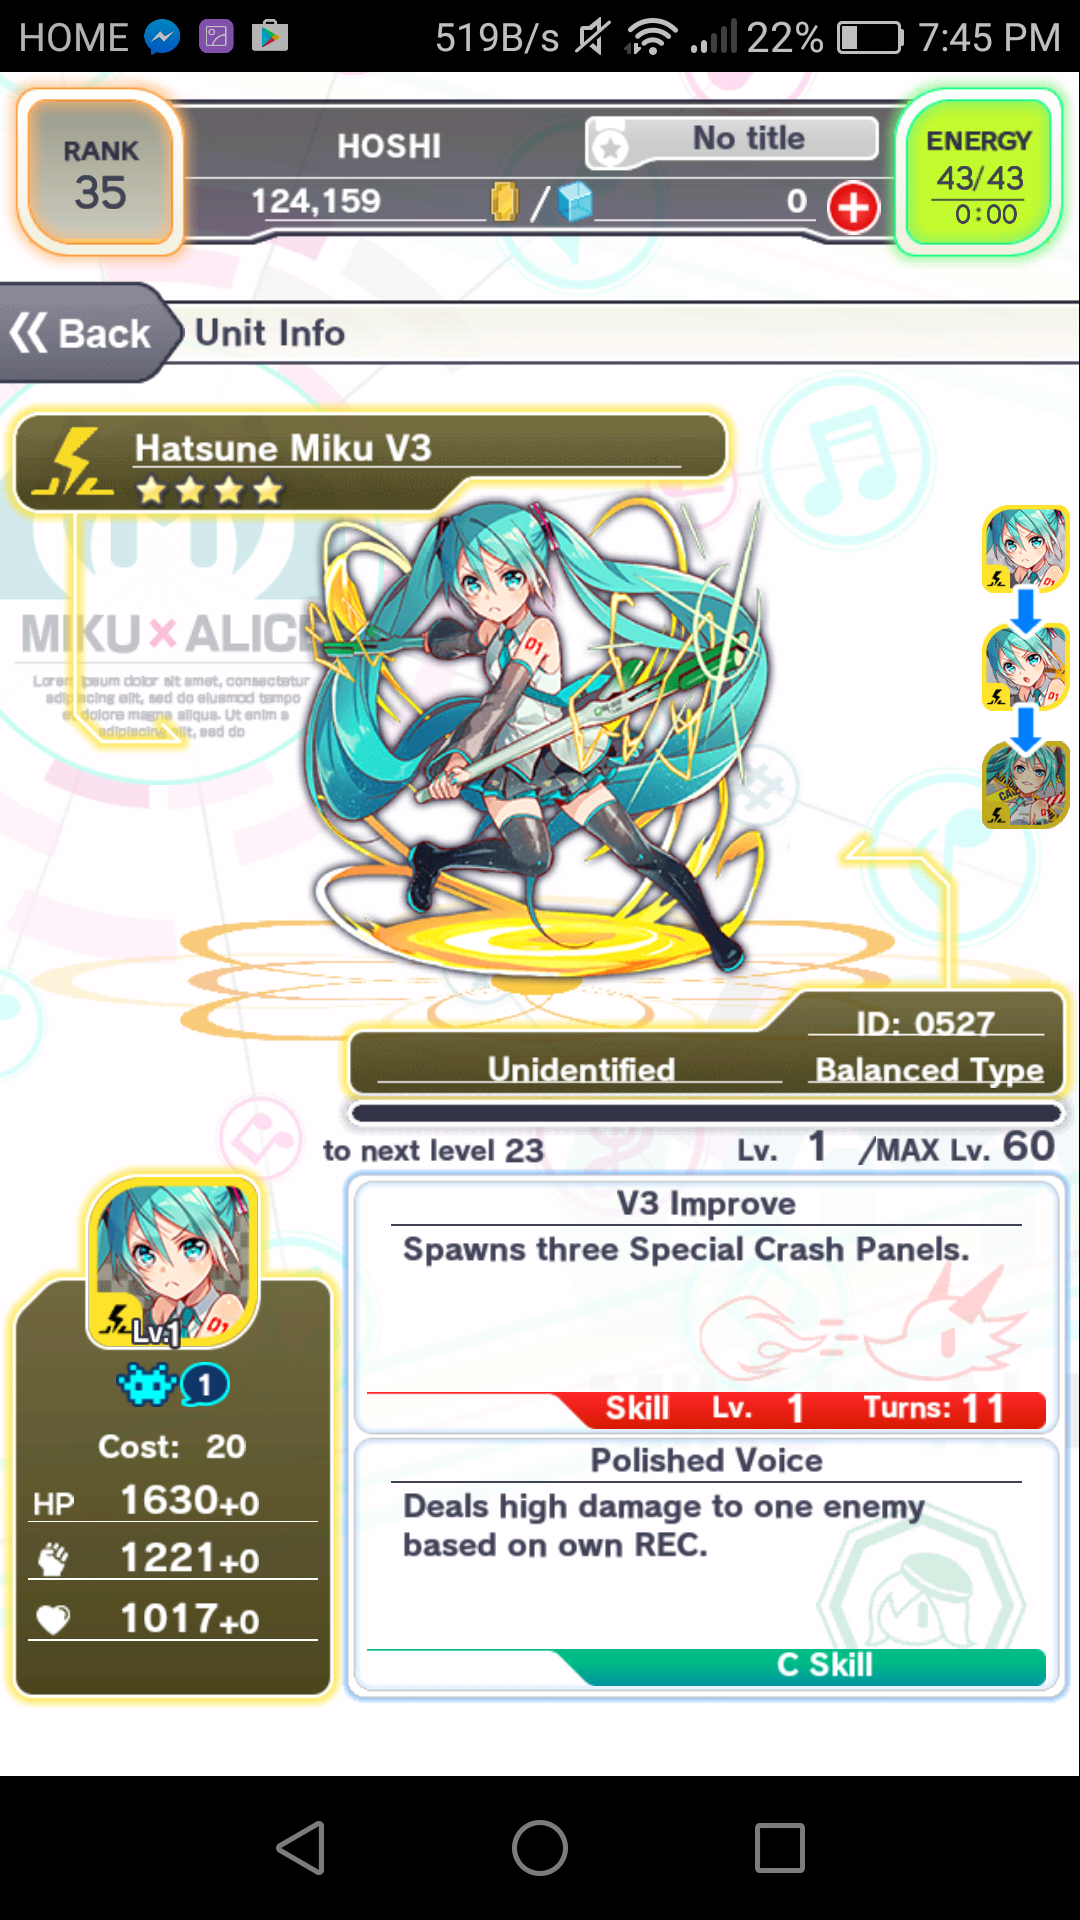 HOME 519B/s 22% 7:45 PM
RANK
35
HOSHI
No title
124,159 / 0
ENERGY
43/43
0:00
Back
Unit Info
Hatsune Miku V3
MIKU×ALICE
Lorem ipsum dolor sit amet, consectetur
adipiscing elit, sed do eiusmod tempo
dolore magna aliqua. Ut enim a
adipiscing elit, sed do
01
ID: 0527
Unidentified
Balanced Type
to next level 23
Lv. 1 /MAX Lv. 60
V3 Improve
Spawns three Special Crash Panels.
Skill Lv. 1 Turns: 11
Lv.1
01
1
Cost: 20
HP 1630+0
1221+0
1017+0
Polished Voice
Deals high damage to one enemy
based on own REC.
C Skill